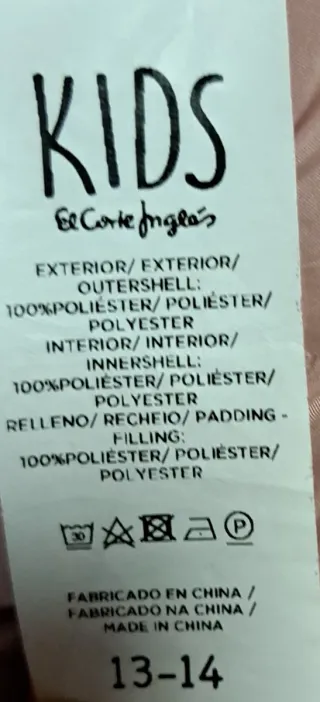 KIDS
El Corte Inglés
EXTERIOR/ EXTERIOR/
OUTERSHELL:
100%POLIÉSTER/ POLIÉSTER/
POLYESTER
INTERIOR/ INTERIOR/
INNERSHELL:
100%POLIÉSTER/ POLIÉSTER/
POLYESTER
RELLENO/ RECHEIO/ PADDING -
FILLING:
100%POLIÉSTER/ POLIÉSTER/
POLYESTER
30 P
FABRICADO EN CHINA /
FABRICADO NA CHINA /
MADE IN CHINA
13-14